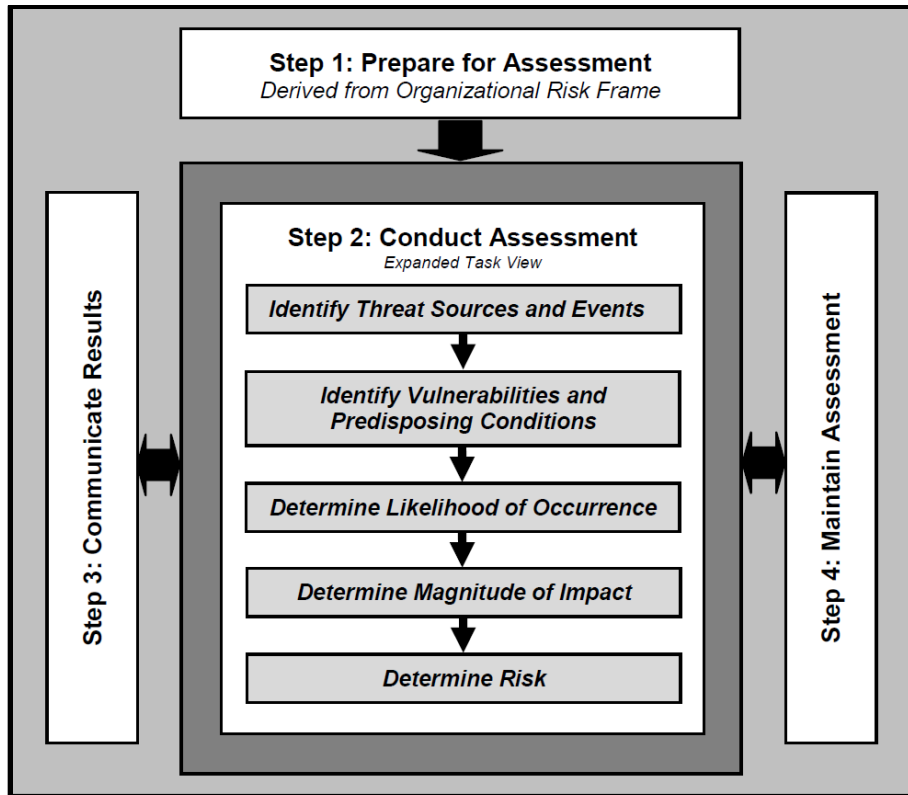 Step 1: Prepare for Assessment
Derived from Organizational Risk Frame
Step 2: Conduct Assessment
Expanded Task View
Identify Threat Sources and Events
Identify Vulnerabilities and
Predisposing Conditions
Determine Likelihood of Occurrence
Determine Magnitude of Impact
Determine Risk
Step 3: Communicate Results
Step 4: Maintain Assessment